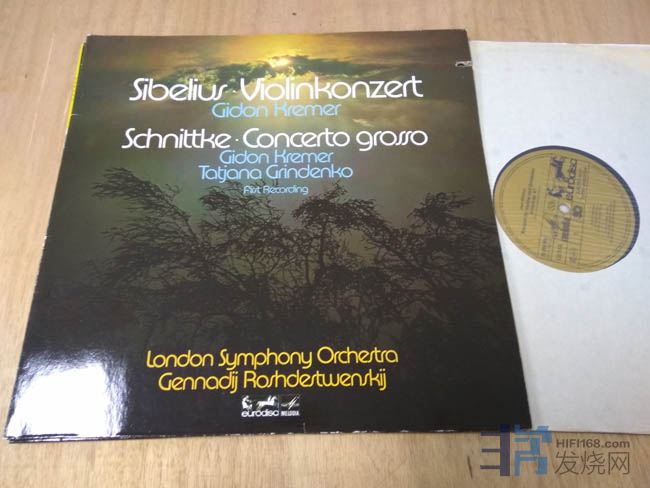 Sibelius · Violinkonzert
Gidon Kremer
Schnittke · Concerto grosso
Gidon Kremer
Tatjana Grindenko
First Recording
London Symphony Orchestra
Gennadij Roshdestwenskij
eurodisc
MELODIA
eurodisc
HIFI168.com
发烧网